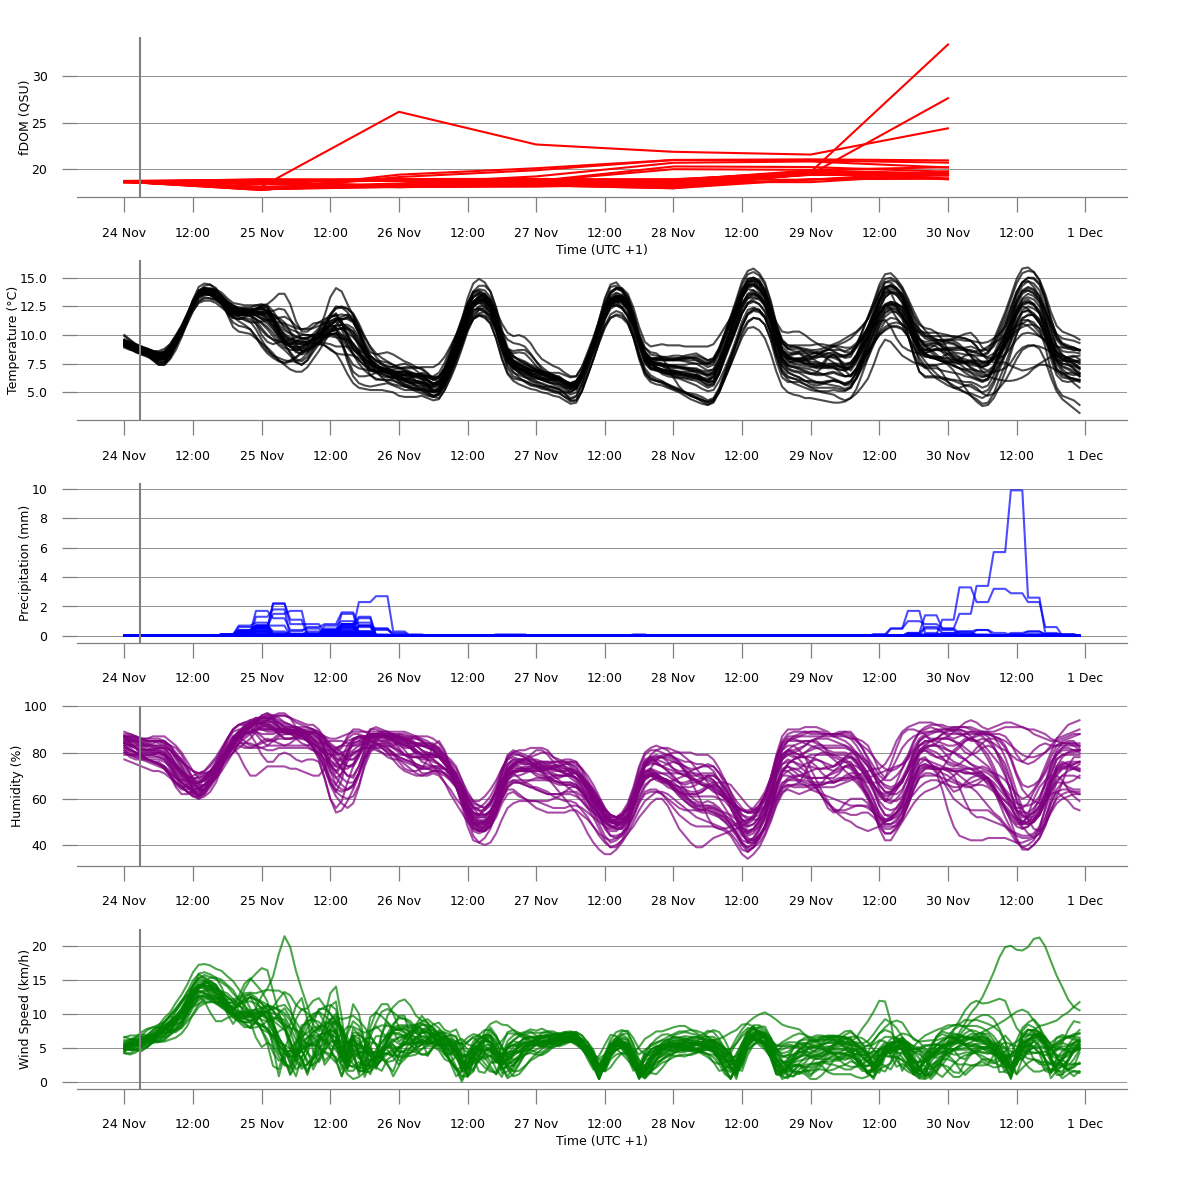 fDOM (QSU)
30
25
20
24 Nov 12:00 25 Nov 12:00 26 Nov 12:00 27 Nov 12:00 28 Nov 12:00 29 Nov 12:00 30 Nov 12:00 1 Dec
Time (UTC +1)
Temperature (°C)
15.0
12.5
10.0
7.5
5.0
24 Nov 12:00 25 Nov 12:00 26 Nov 12:00 27 Nov 12:00 28 Nov 12:00 29 Nov 12:00 30 Nov 12:00 1 Dec
Precipitation (mm)
10
8
6
4
2
0
24 Nov 12:00 25 Nov 12:00 26 Nov 12:00 27 Nov 12:00 28 Nov 12:00 29 Nov 12:00 30 Nov 12:00 1 Dec
Humidity (%)
100
80
60
40
24 Nov 12:00 25 Nov 12:00 26 Nov 12:00 27 Nov 12:00 28 Nov 12:00 29 Nov 12:00 30 Nov 12:00 1 Dec
Wind Speed (km/h)
20
15
10
5
0
24 Nov 12:00 25 Nov 12:00 26 Nov 12:00 27 Nov 12:00 28 Nov 12:00 29 Nov 12:00 30 Nov 12:00 1 Dec
Time (UTC +1)